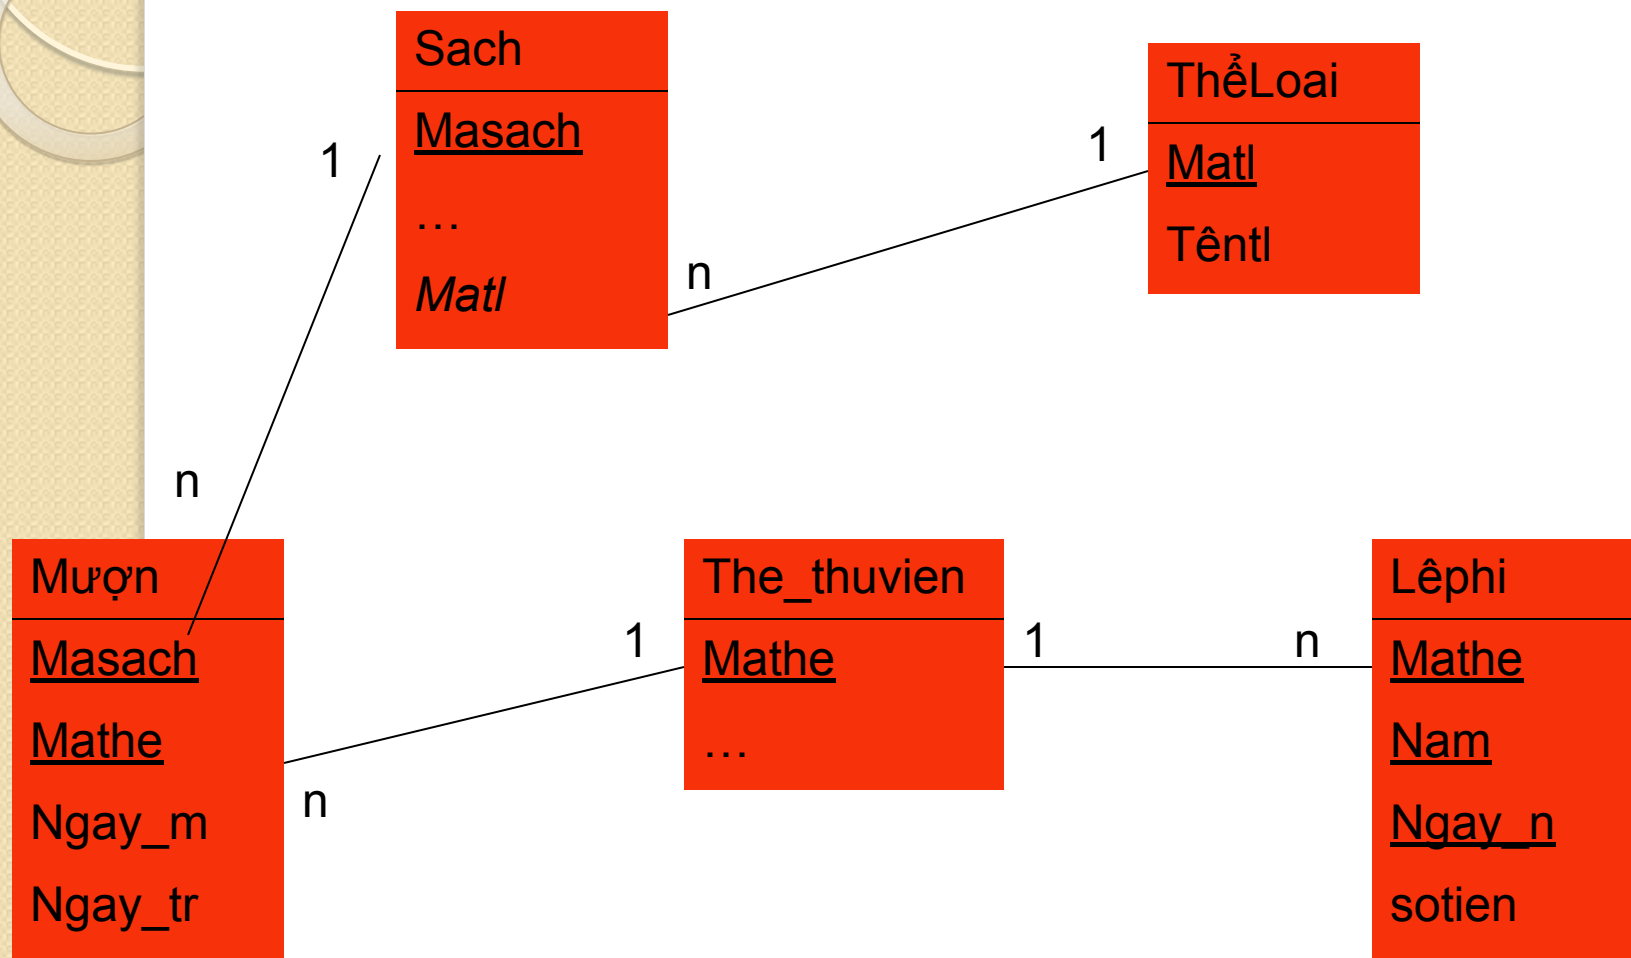 Sach
Masach
…
Matl
ThểLoai
Matl
Têntl
1
1
n
n
Mượn
Masach
Mathe
Ngay_m
Ngay_tr
n
1
The_thuvien
Mathe
…
1
n
Lêphi
Mathe
Nam
Ngay_n
sotien